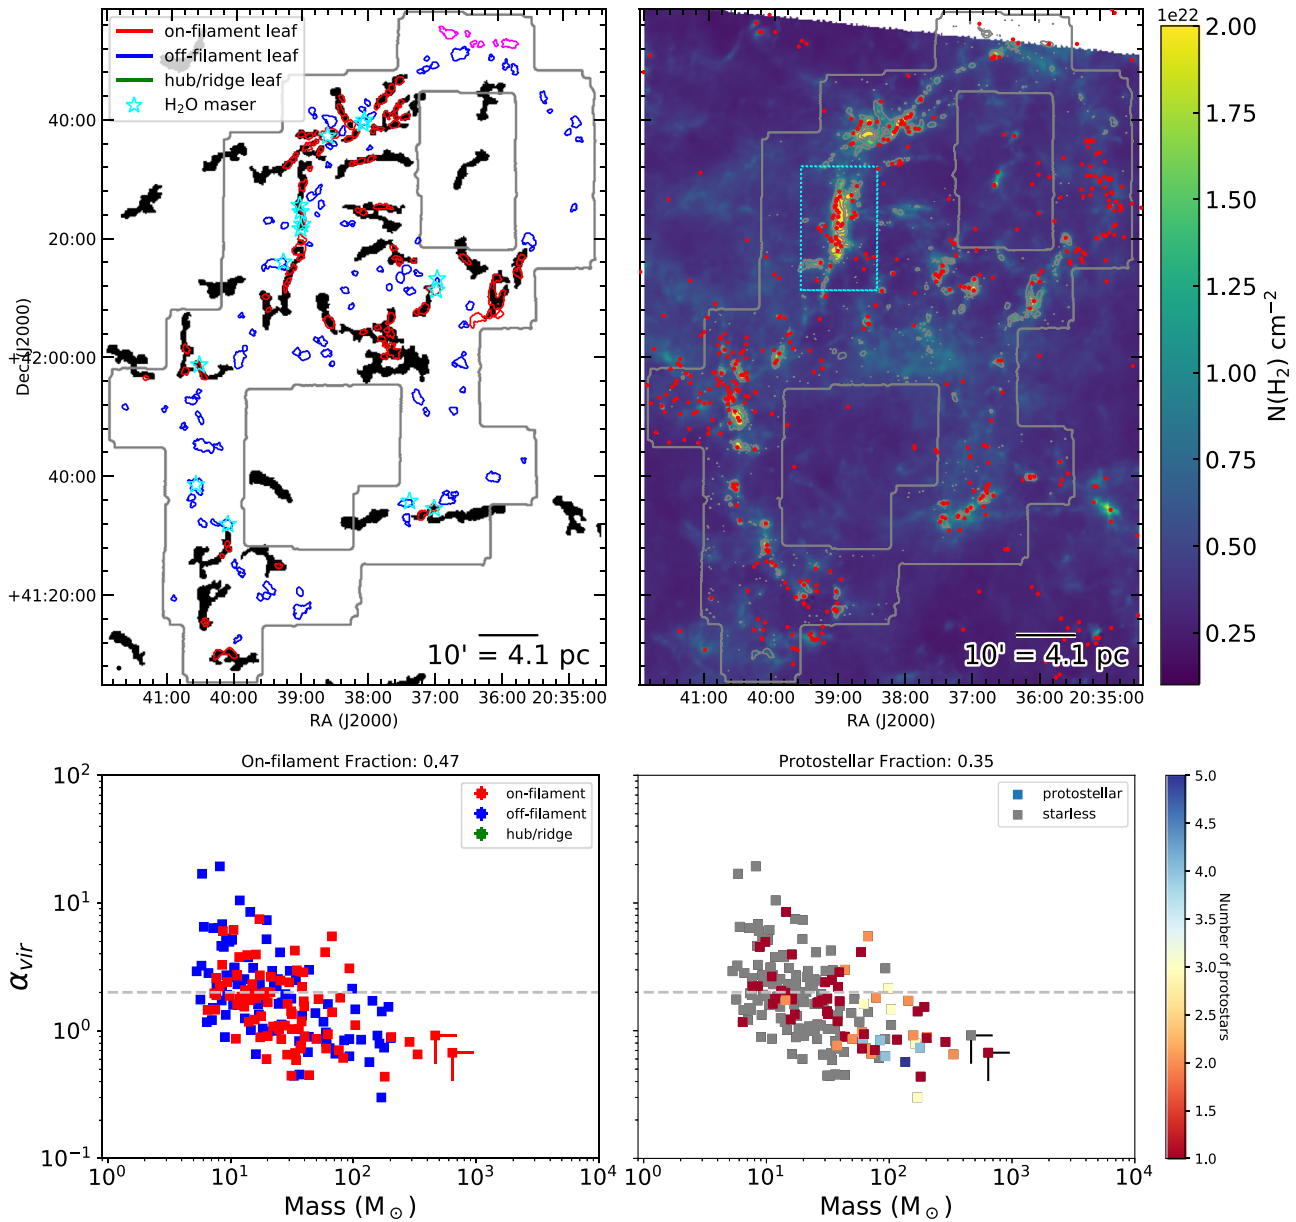 on-filament leaf
off-filament leaf
hub/ridge leaf
H₂O maser
40:00
20:00
+42:00:00
40:00
+41:20:00
Dec (J2000)
10' = 4.1 pc
41:00 40:00 39:00 38:00 37:00 36:00 20:35:00
RA (J2000)
10' = 4.1 pc
41:00 40:00 39:00 38:00 37:00 36:00 20:35:00
RA (J2000)
1e22
2.00
1.75
1.50
1.25
1.00
0.75
0.50
0.25
N(H₂) cm⁻²
On-filament Fraction: 0.47
on-filament
off-filament
hub/ridge
10²
10¹
10⁰
10⁻¹
α_vir
10⁰ 10¹ 10² 10³ 10⁴
Mass (M⊙)
Protostellar Fraction: 0.35
protostellar
starless
10⁰ 10¹ 10² 10³ 10⁴
Mass (M⊙)
5.0
4.5
4.0
3.5
3.0
2.5
2.0
1.5
1.0
Number of protostars